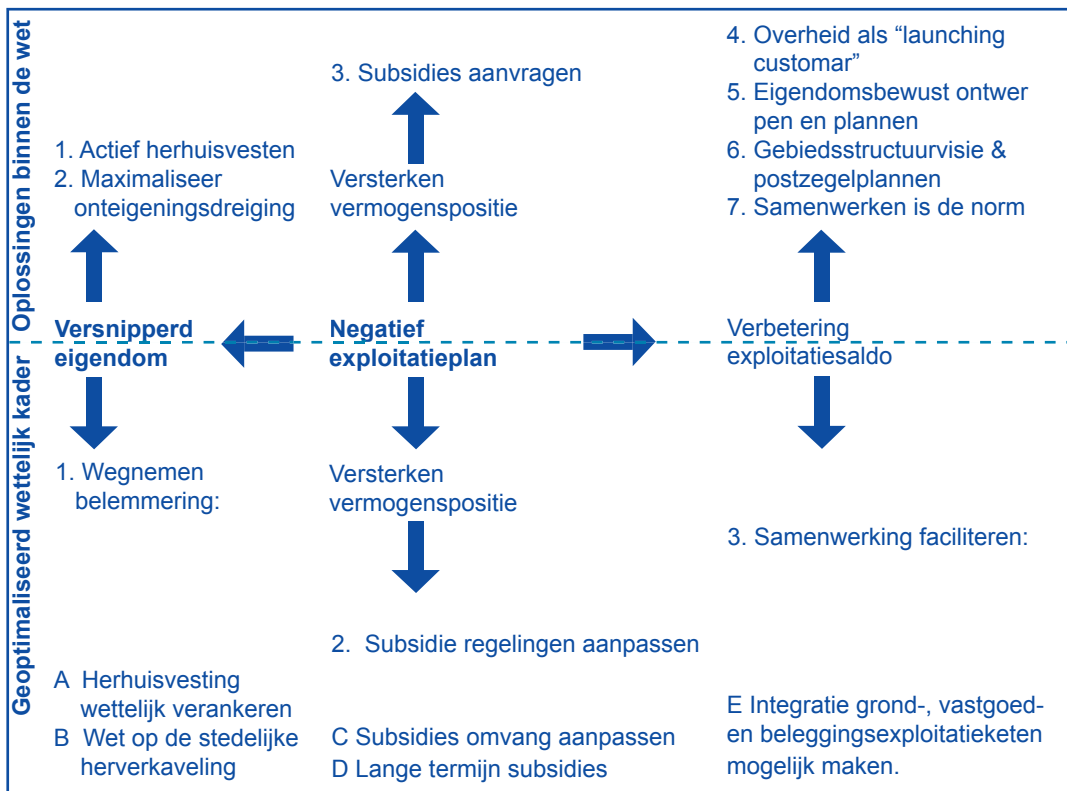 Oplossingen binnen de wet
1. Actief herhuisvesten
2. Maximaliseer
onteigeningsdreiging
3. Subsidies aanvragen
Versterken
vermogenspositie
4. Overheid als “launching
customar”
5. Eigendomsbewust ontwer
pen en plannen
6. Gebiedsstructuurvisie &
postzegelplannen
7. Samenwerken is de norm
Versnipperd
eigendom
Negatief
exploitatieplan
Verbetering
exploitatiesaldo
Geoptimaliseerd wettelijk kader
1. Wegnemen
belemmering:
A Herhuisvesting
wettelijk verankeren
B Wet op de stedelijke
herverkaveling
Versterken
vermogenspositie
2. Subsidie regelingen aanpassen
C Subsidies omvang aanpassen
D Lange termijn subsidies
3. Samenwerking faciliteren:
E Integratie grond-, vastgoed-
en beleggingsexploitatieketen
mogelijk maken.